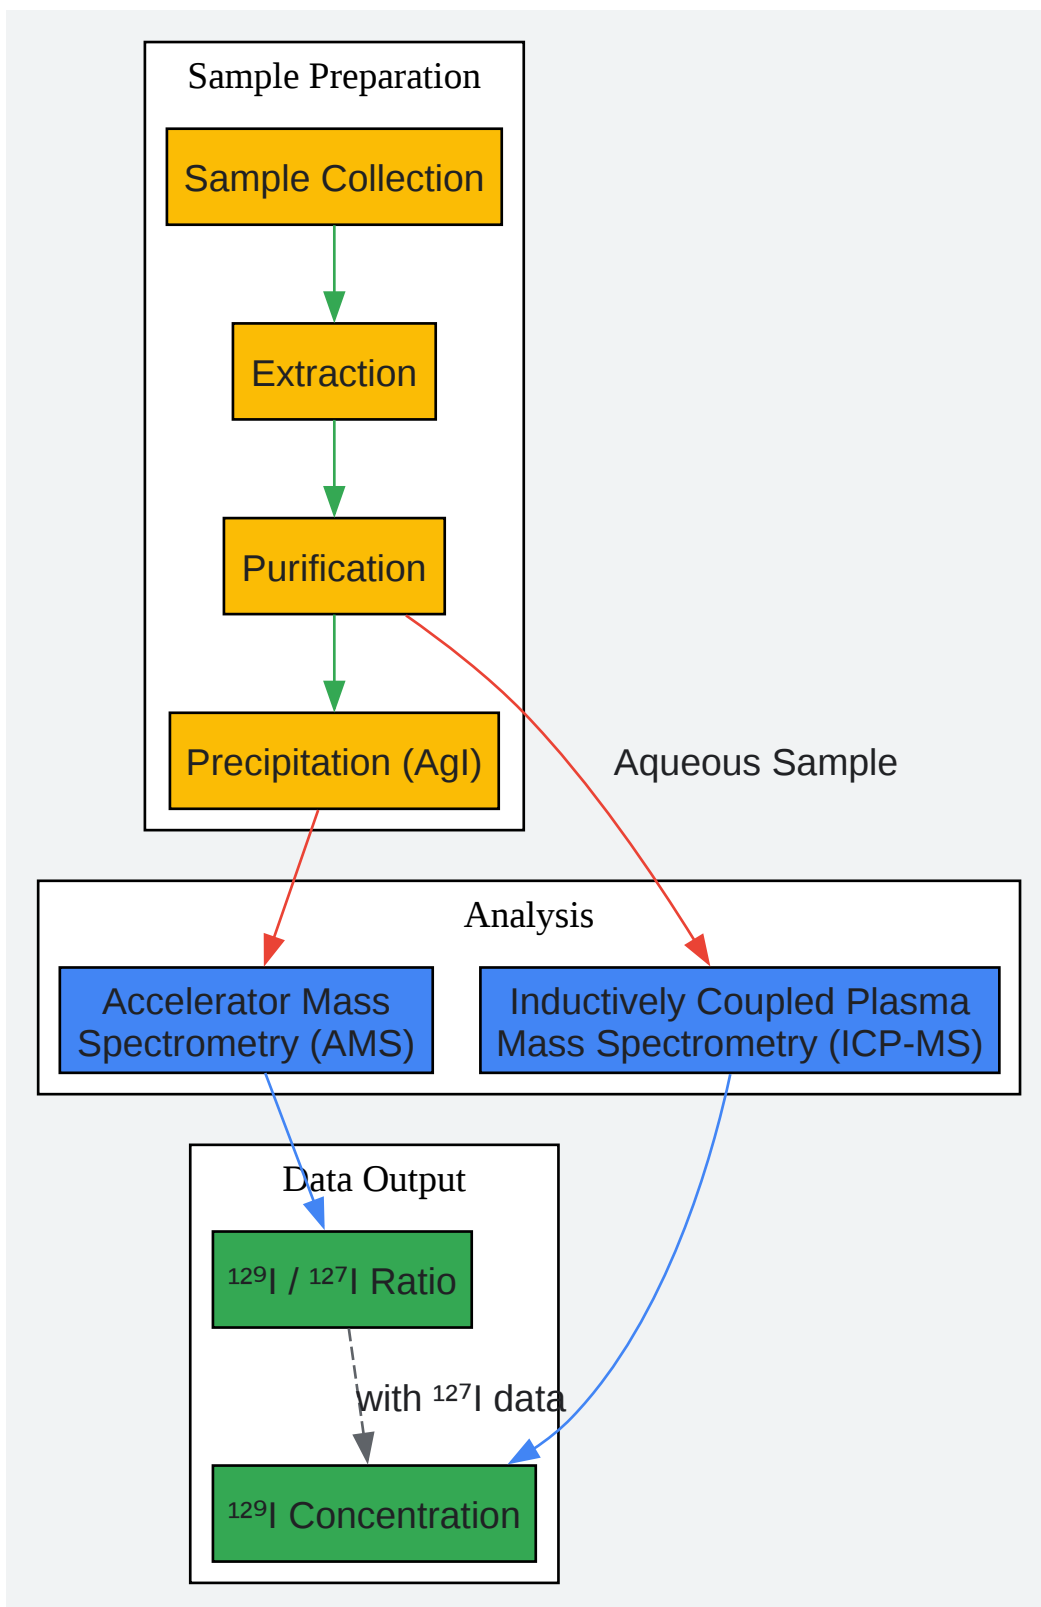 Sample Preparation
Sample Collection
Extraction
Purification
Precipitation (AgI)
Aqueous Sample
Analysis
Accelerator Mass
Spectrometry (AMS)
Inductively Coupled Plasma
Mass Spectrometry (ICP-MS)
Data Output
¹²⁹I / ¹²⁷I Ratio
with ¹²⁷I data
¹²⁹I Concentration